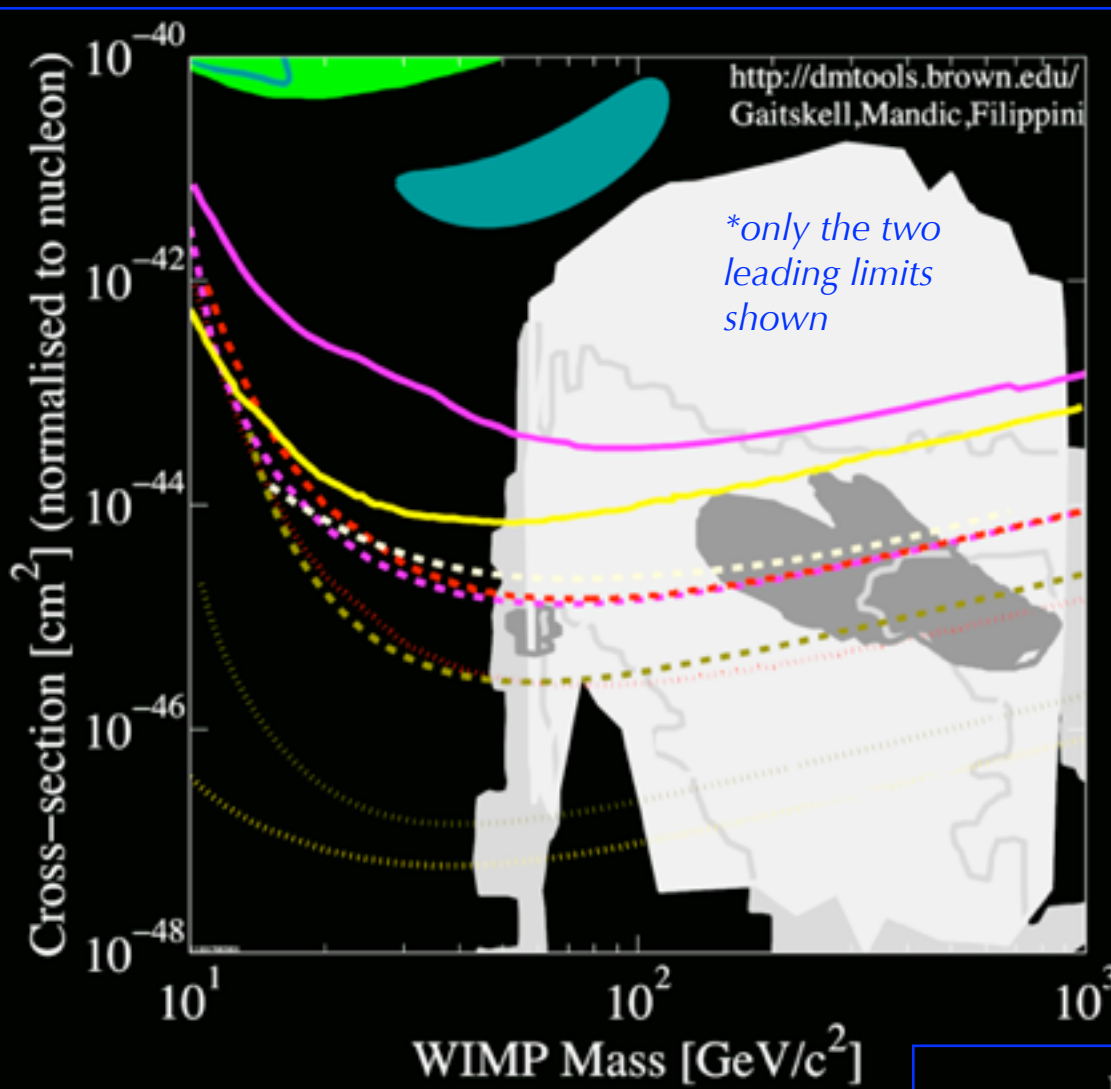 http://dmtools.brown.edu/
Gaitskell,Mandic,Filippini
*only the two
leading limits
shown
Cross−section [cm²] (normalised to nucleon)
10⁻⁴⁰
10⁻⁴²
10⁻⁴⁴
10⁻⁴⁶
10⁻⁴⁸
10¹ 10² 10³
WIMP Mass [GeV/c²]